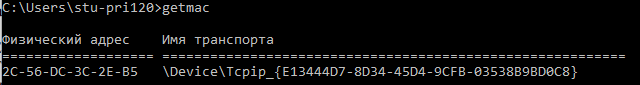 C:\Users\stu-pri120>getmac
Физический адрес    Имя транспорта
=================== ==========================================================
2C-56-DC-3C-2E-B5   \Device\Tcpip_{E13444D7-8D34-45D4-9CFB-03538B9BD0C8}